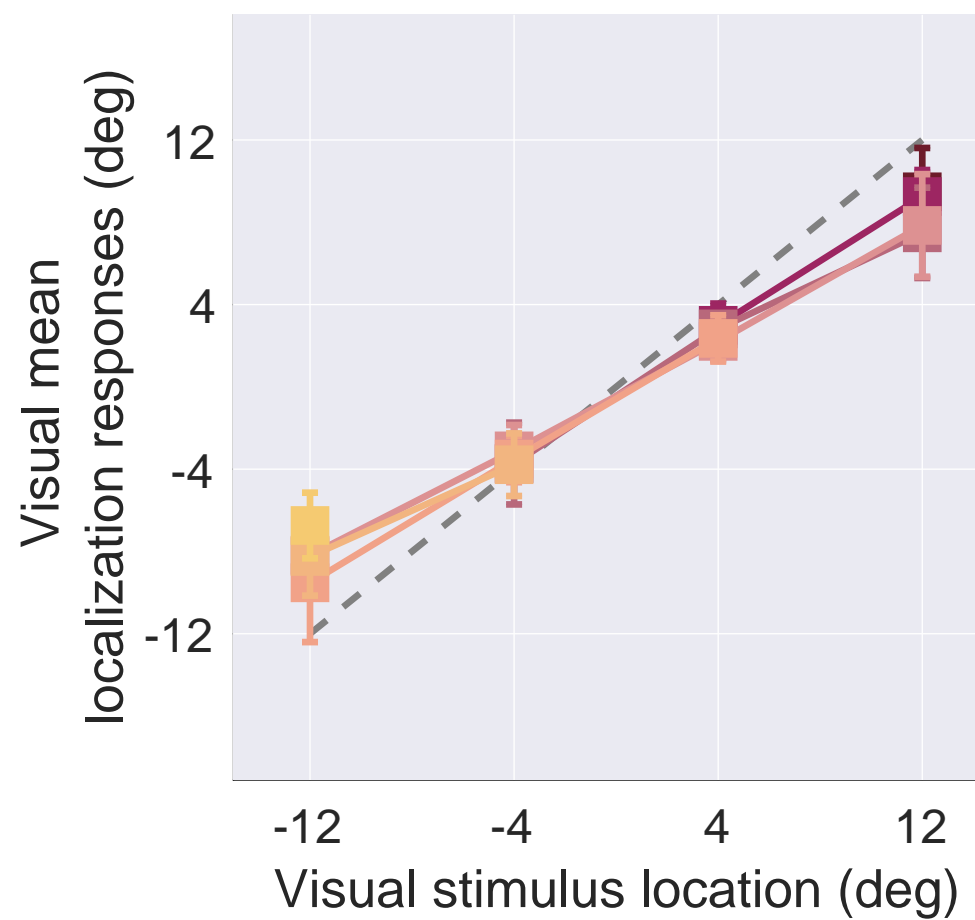 Visual mean
localization responses (deg)
12
4
-4
-12
-12 -4 4 12
Visual stimulus location (deg)